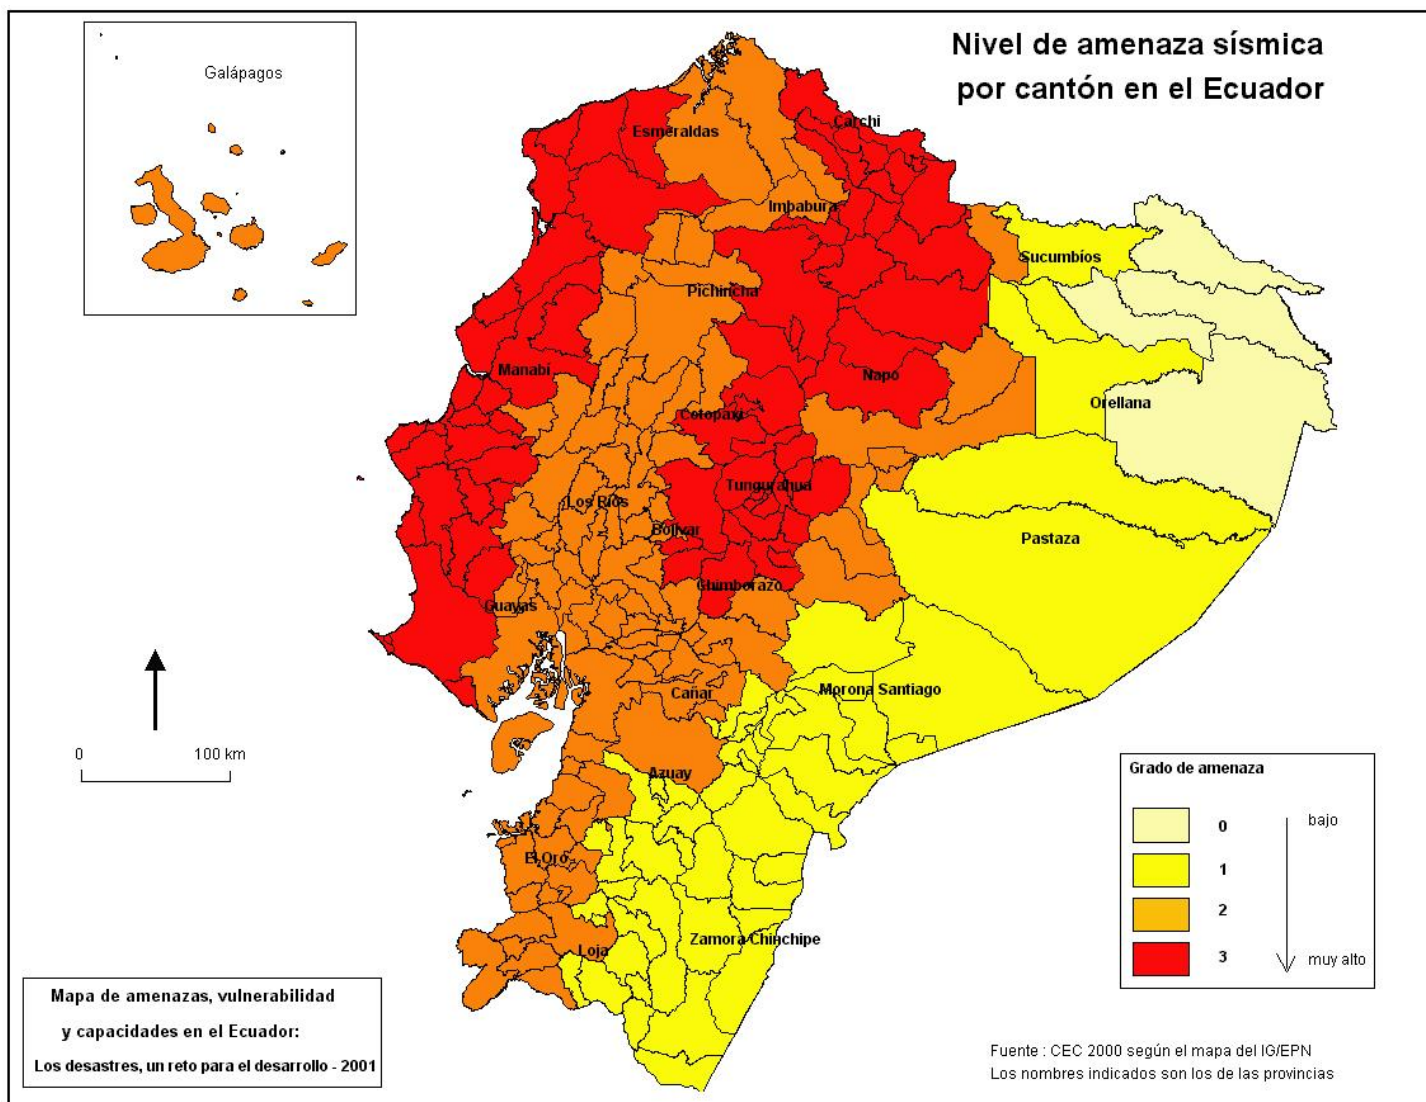 Nivel de amenaza sísmica
por cantón en el Ecuador
Galápagos
Esmeraldas
Carchi
Imbabura
Sucumbíos
Pichincha
Manabí
Napo
Orellana
Cotopaxi
Tungurahua
Los Ríos
Bolívar
Pastaza
Chimborazo
Guayas
Cañar
Morona Santiago
Azuay
El Oro
Loja
Zamora Chinchipe
0 100 km
Grado de amenaza
0 bajo
1
2
3 muy alto
Mapa de amenazas, vulnerabilidad
y capacidades en el Ecuador:
Los desastres, un reto para el desarrollo - 2001
Fuente : CEC 2000 según el mapa del IG/EPN
Los nombres indicados son los de las provincias